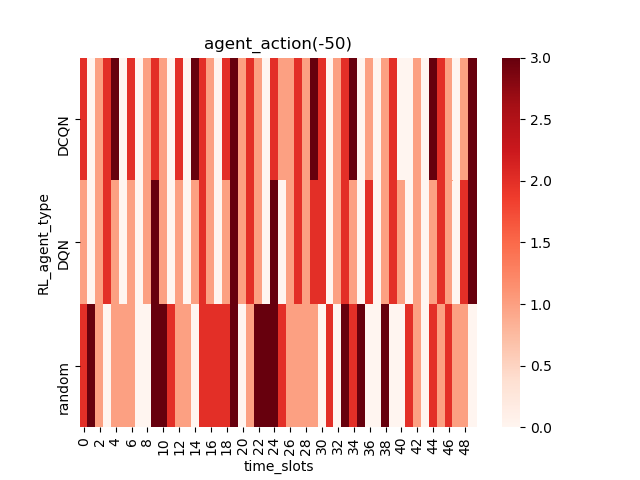 agent_action(-50)
RL_agent_type
DCQN
DQN
random
0 2 4 6 8 10 12 14 16 18 20 22 24 26 28 30 32 34 36 38 40 42 44 46 48
time_slots
3.0
2.5
2.0
1.5
1.0
0.5
0.0